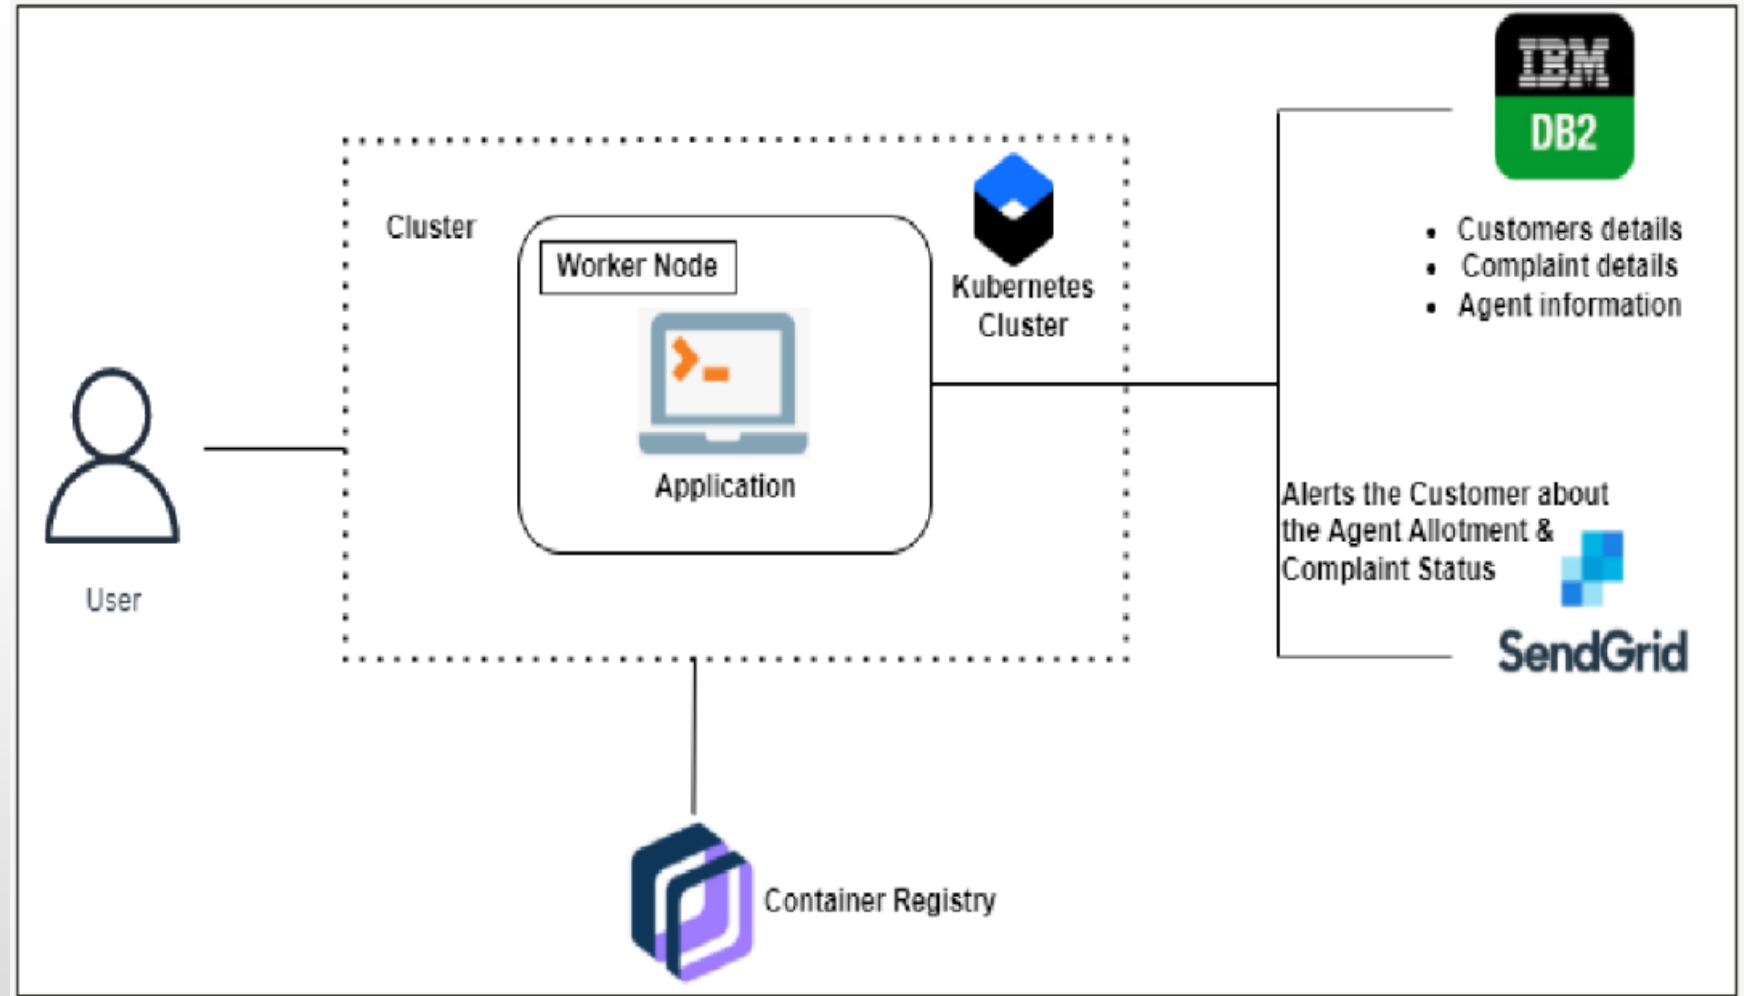 IBM
DB2
Cluster
Worker Node
Kubernetes
Cluster
Application
• Customers details
• Complaint details
• Agent information
User
Alerts the Customer about
the Agent Allotment &
Complaint Status
SendGrid
Container Registry